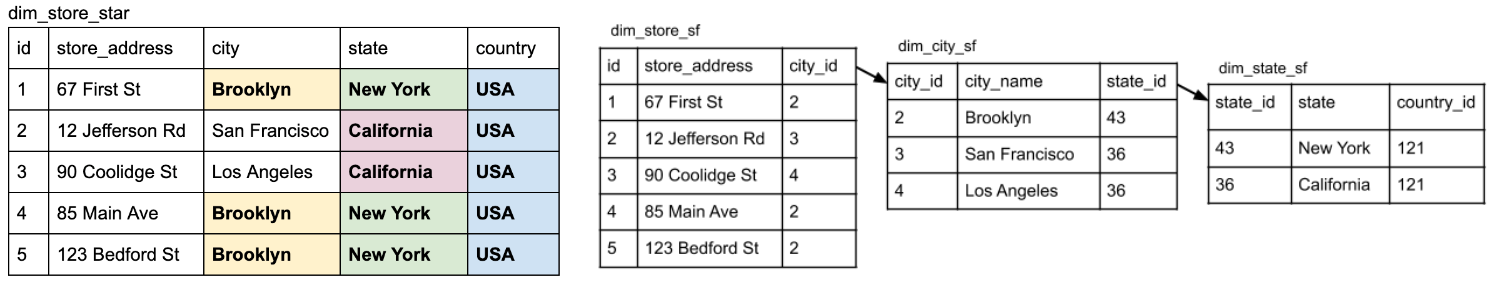 dim_store_star
id store_address city state country
1 67 First St Brooklyn New York USA
2 12 Jefferson Rd San Francisco California USA
3 90 Coolidge St Los Angeles California USA
4 85 Main Ave Brooklyn New York USA
5 123 Bedford St Brooklyn New York USA
dim_store_sf
id store_address city_id
1 67 First St 2
2 12 Jefferson Rd 3
3 90 Coolidge St 4
4 85 Main Ave 2
5 123 Bedford St 2
dim_city_sf
city_id city_name state_id
2 Brooklyn 43
3 San Francisco 36
4 Los Angeles 36
dim_state_sf
state_id state country_id
43 New York 121
36 California 121